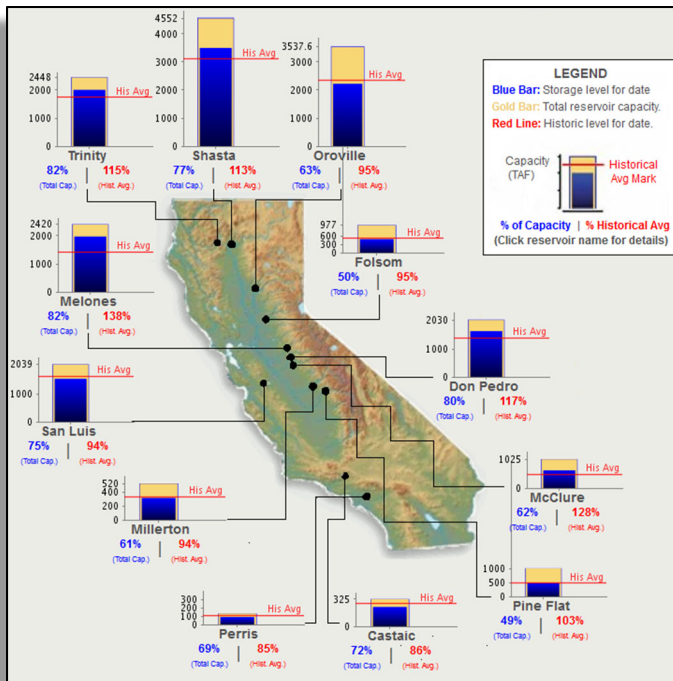 4552
4000
3000
2000
1000
0
His Avg
Shasta
77% | 113%
(Total Cap.) (Hist. Avg.)
3537.6
3000
2000
1000
0
His Avg
Oroville
63% | 95%
(Total Cap.) (Hist. Avg.)
2448
2000
1000
0
His Avg
Trinity
82% | 115%
(Total Cap.) (Hist. Avg.)
LEGEND
Blue Bar: Storage level for date
Gold Bar: Total reservoir capacity.
Red Line: Historic level for date.
Capacity
(TAF)
Historical
Avg Mark
% of Capacity | % Historical Avg
(Click reservoir name for details)
2420
2000
1000
0
His Avg
Melones
82% | 138%
(Total Cap.) (Hist. Avg.)
977
600
300
0
His Avg
Folsom
50% | 95%
(Total Cap.) (Hist. Avg.)
2030
1000
0
His Avg
Don Pedro
80% | 117%
(Total Cap.) (Hist. Avg.)
2039
1000
0
His Avg
San Luis
75% | 94%
(Total Cap.) (Hist. Avg.)
1025
0
His Avg
McClure
62% | 128%
(Total Cap.) (Hist. Avg.)
520
400
200
0
His Avg
Millerton
61% | 94%
(Total Cap.) (Hist. Avg.)
1000
500
0
His Avg
Pine Flat
49% | 103%
(Total Cap.) (Hist. Avg.)
300
200
100
0
His Avg
Perris
69% | 85%
(Total Cap.) (Hist. Avg.)
325
0
His Avg
Castaic
72% | 86%
(Total Cap.) (Hist. Avg.)